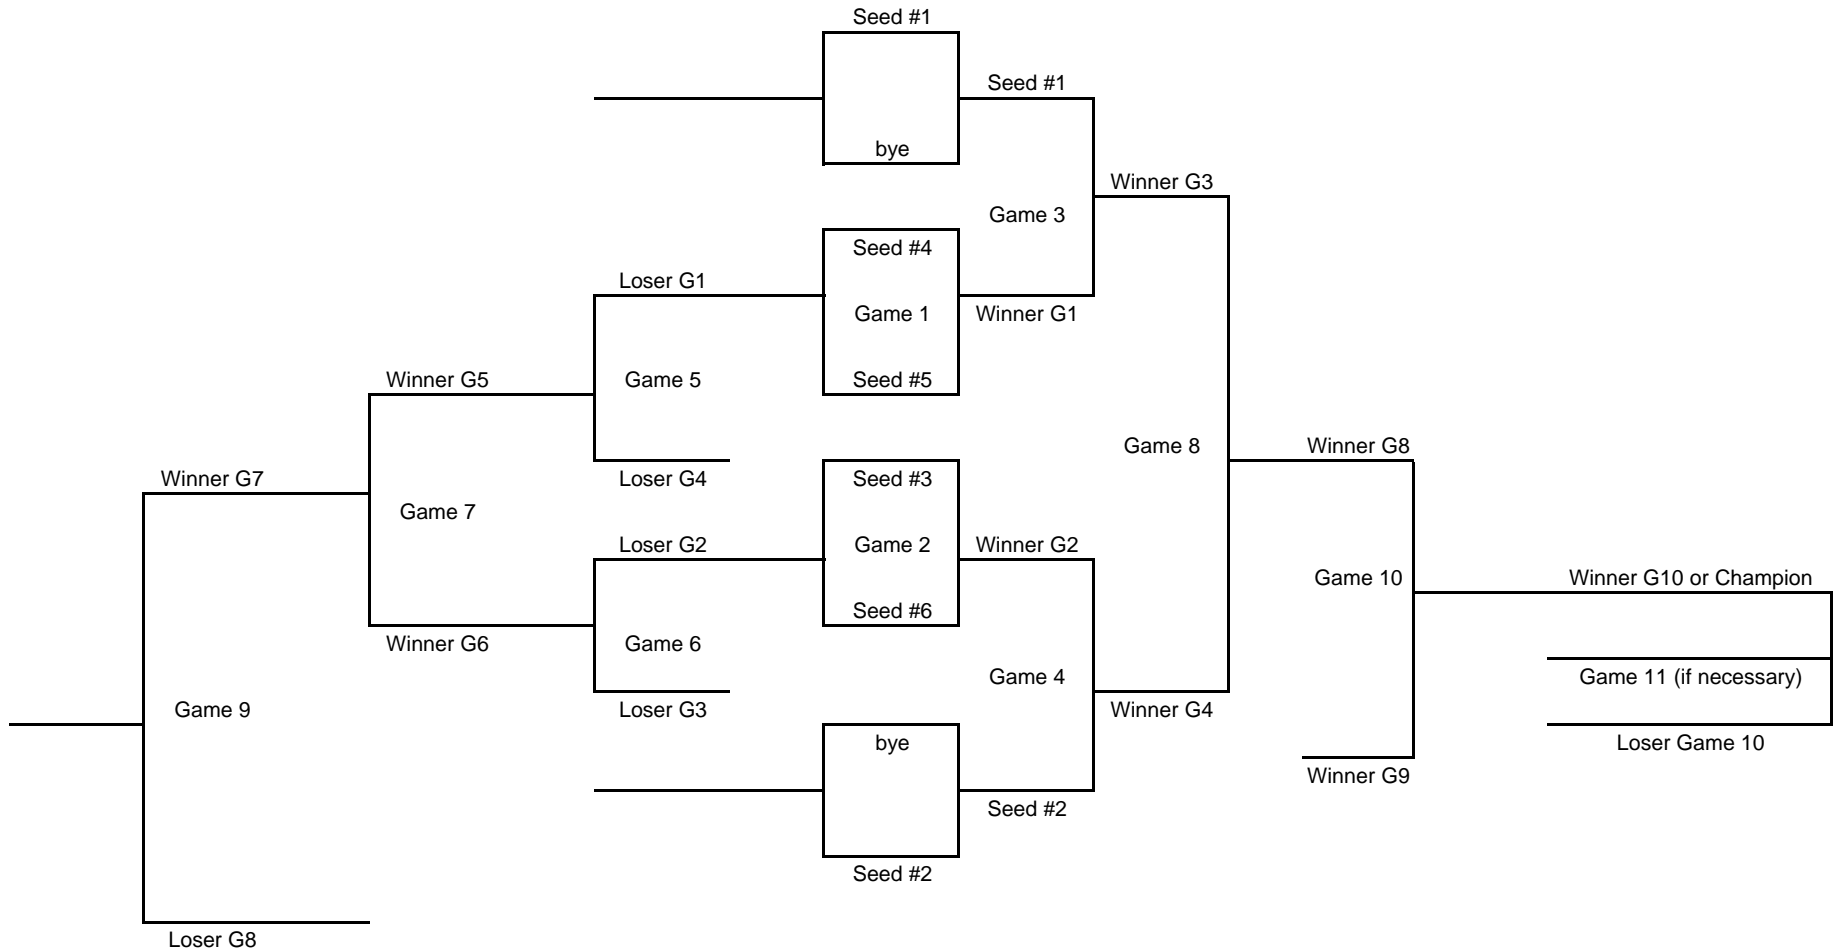 Seed #1
Seed #1
bye
Winner G3
Game 3
Seed #4
Loser G1
Game 1
Winner G1
Winner G5
Game 5
Seed #5
Game 8
Winner G8
Winner G7
Loser G4
Seed #3
Game 7
Loser G2
Game 2
Winner G2
Game 10
Winner G10 or Champion
Seed #6
Winner G6
Game 6
Game 4
Game 11 (if necessary)
Game 9
Loser G3
Winner G4
bye
Loser Game 10
Winner G9
Seed #2
Seed #2
Loser G8